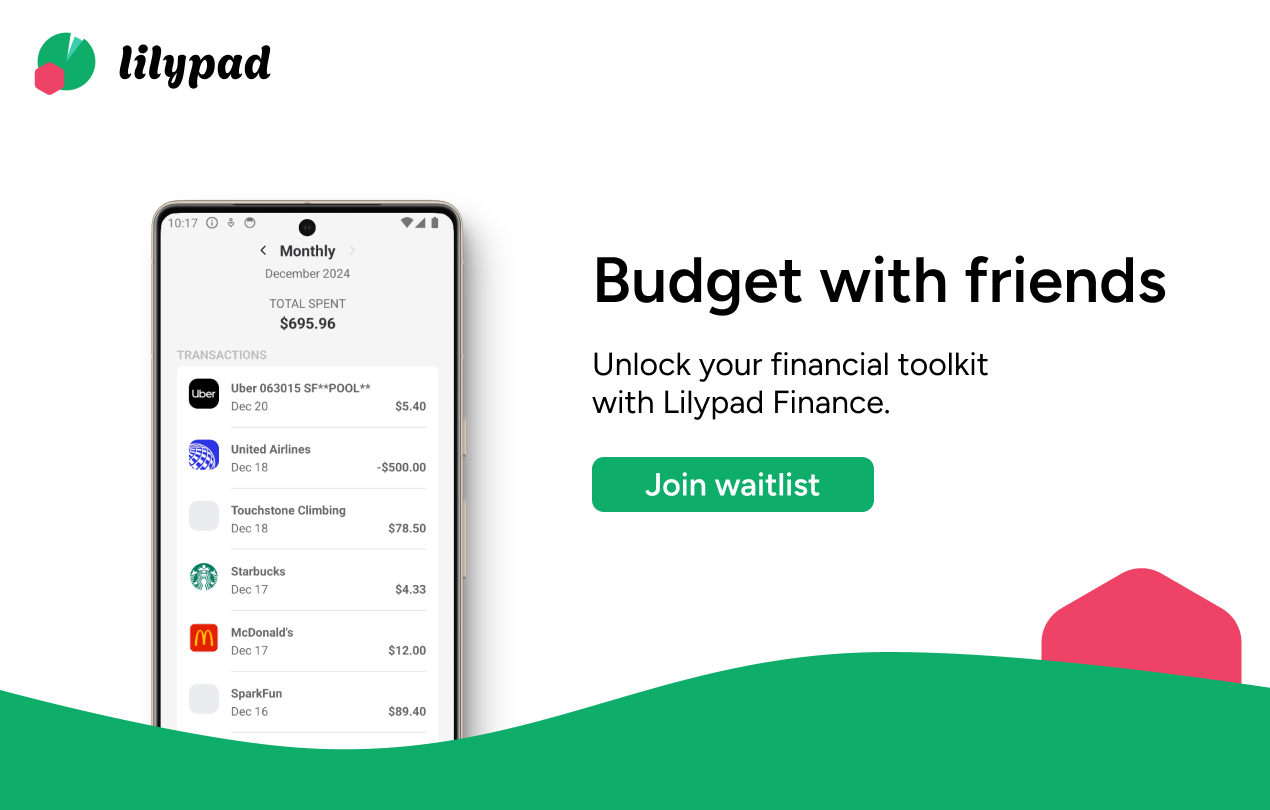 lilypad
10:17
Monthly
December 2024
TOTAL SPENT
$695.96
TRANSACTIONS
Uber
Uber 063015 SF**POOL**
Dec 20 $5.40
United Airlines
Dec 18 -$500.00
Touchstone Climbing
Dec 18 $78.50
Starbucks
Dec 17 $4.33
McDonald's
Dec 17 $12.00
SparkFun
Dec 16 $89.40
Budget with friends
Unlock your financial toolkit
with Lilypad Finance.
Join waitlist